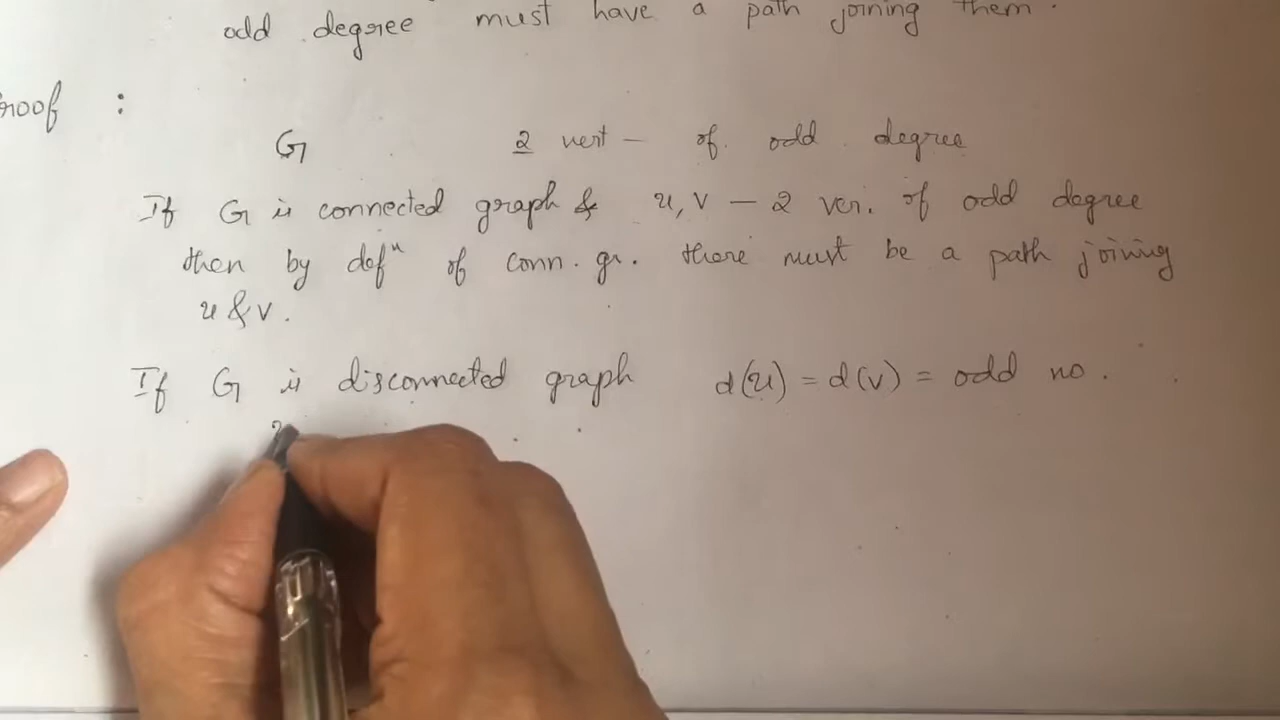 odd degree must have a path joining them.
roof :
G 2 vert - of odd degree
If G is connected graph & u, v - 2 ver. of odd degree
then by defⁿ of conn. gr. there must be a path joining
u & v.
If G is disconnected graph d(u) = d(v) = odd no.